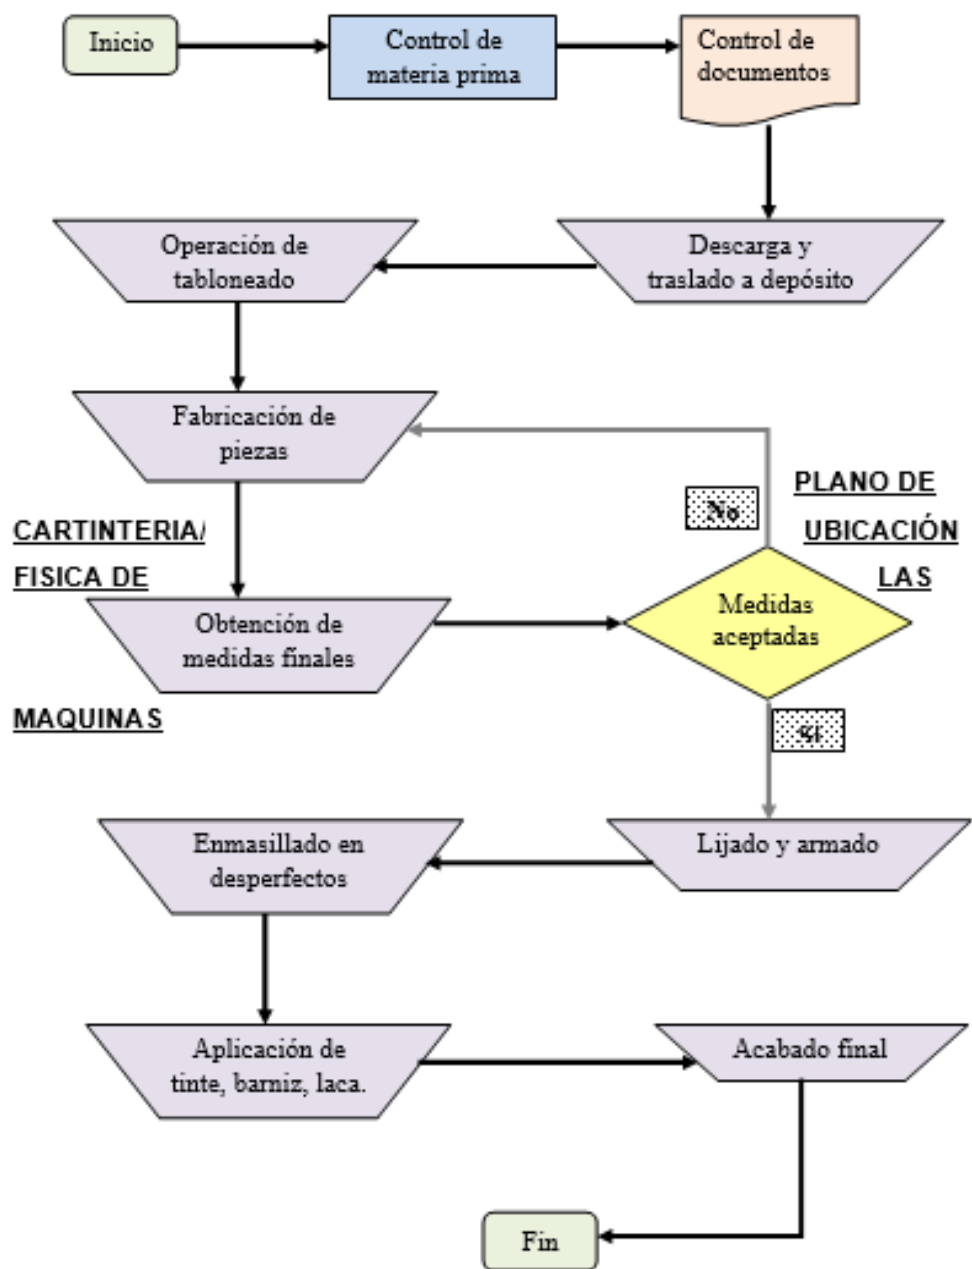 Inicio
Control de
materia prima
Control de
documentos
Operación de
tabloneado
Descarga y
traslado a depósito
Fabricación de
piezas
No
PLANO DE
CARTINTERIA/
UBICACIÓN
FISICA DE
LAS
Obtención de
medidas fínales
Medidas
aceptadas
MAQUINAS
Si
Enmasillado en
desperfectos
Lijado y armado
Aplicación de
tinte, barniz, laca.
Acabado final
Fin